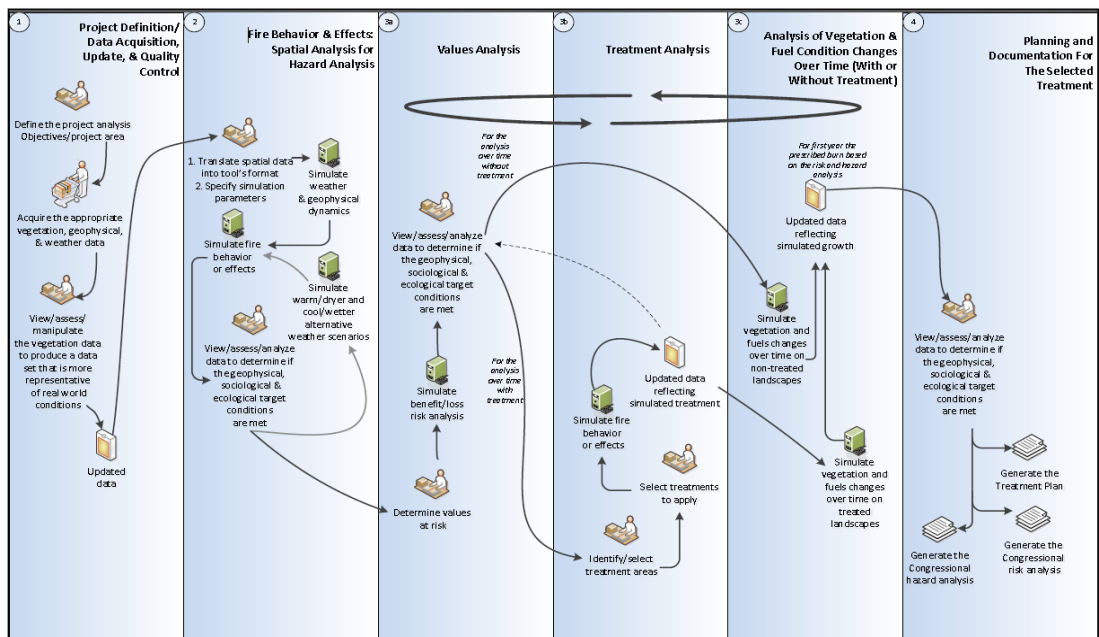 1
Project Definition/
Data Acquisition,
Update, & Quality
Control
Define the project analysis
Objectives/project area
Acquire the appropriate
vegetation, geophysical,
& weather data
View/assess/
manipulate
the vegetation data
to produce a data
set that is more
representative
of real world
conditions
Updated
data
2
Fire Behavior & Effects:
Spatial Analysis for
Hazard Analysis
1. Translate spatial data
into tool's format
2. Specify simulation
parameters
Simulate
weather
& geophysical
dynamics
Simulate fire
behavior
or effects
Simulate
warm/dryer and
cool/wetter
alternative
weather scenarios
View/assess/analyze
data to determine if
the geophysical,
sociological &
ecological target
conditions
are met
3a
Values Analysis
For the
analysis
over time
without
treatment
View/assess/analyze
data to determine if
the geophysical,
sociological &
ecological target
conditions
are met
For the
analysis
over time
with
treatment
Simulate
benefit/loss
risk analysis
Determine values
at risk
3b
Treatment Analysis
Updated data
reflecting
simulated treatment
Simulate fire
behavior
or effects
Select treatments
to apply
Identify/select
treatment areas
3c
Analysis of Vegetation &
Fuel Condition Changes
Over Time (With or
Without Treatment)
For first year the
prescribed burn based
on the risk and hazard
analysis
Updated data
reflecting
simulated growth
Simulate
vegetation and
fuels changes
over time on
non-treated
landscapes
Simulate
vegetation and
fuels changes
over time on
treated
landscapes
4
Planning and
Documentation For
The Selected
Treatment
View/assess/analyze
data to determine if
the geophysical,
sociological &
ecological target
conditions
are met
Generate the
Treatment Plan
Generate the
Congressional
hazard analysis
Generate the
Congressional
risk analysis